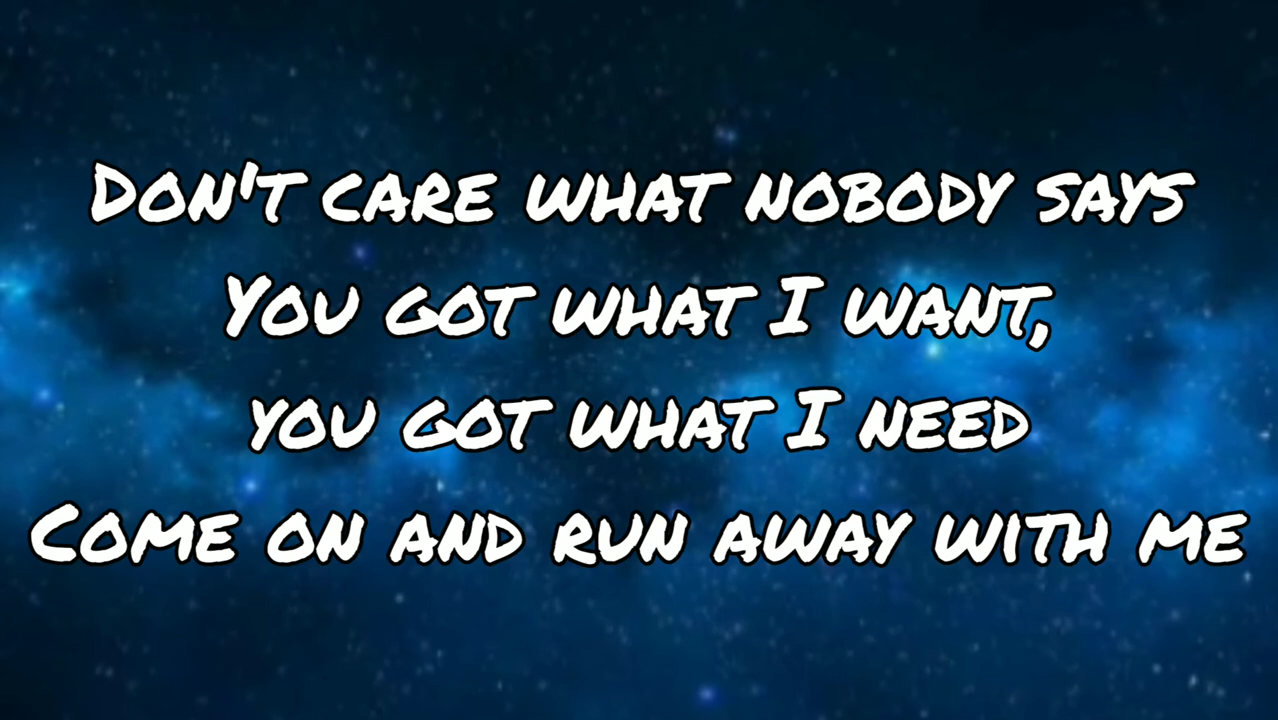 Don't care what nobody says
You got what I want,
you got what I need
Come on and run away with me